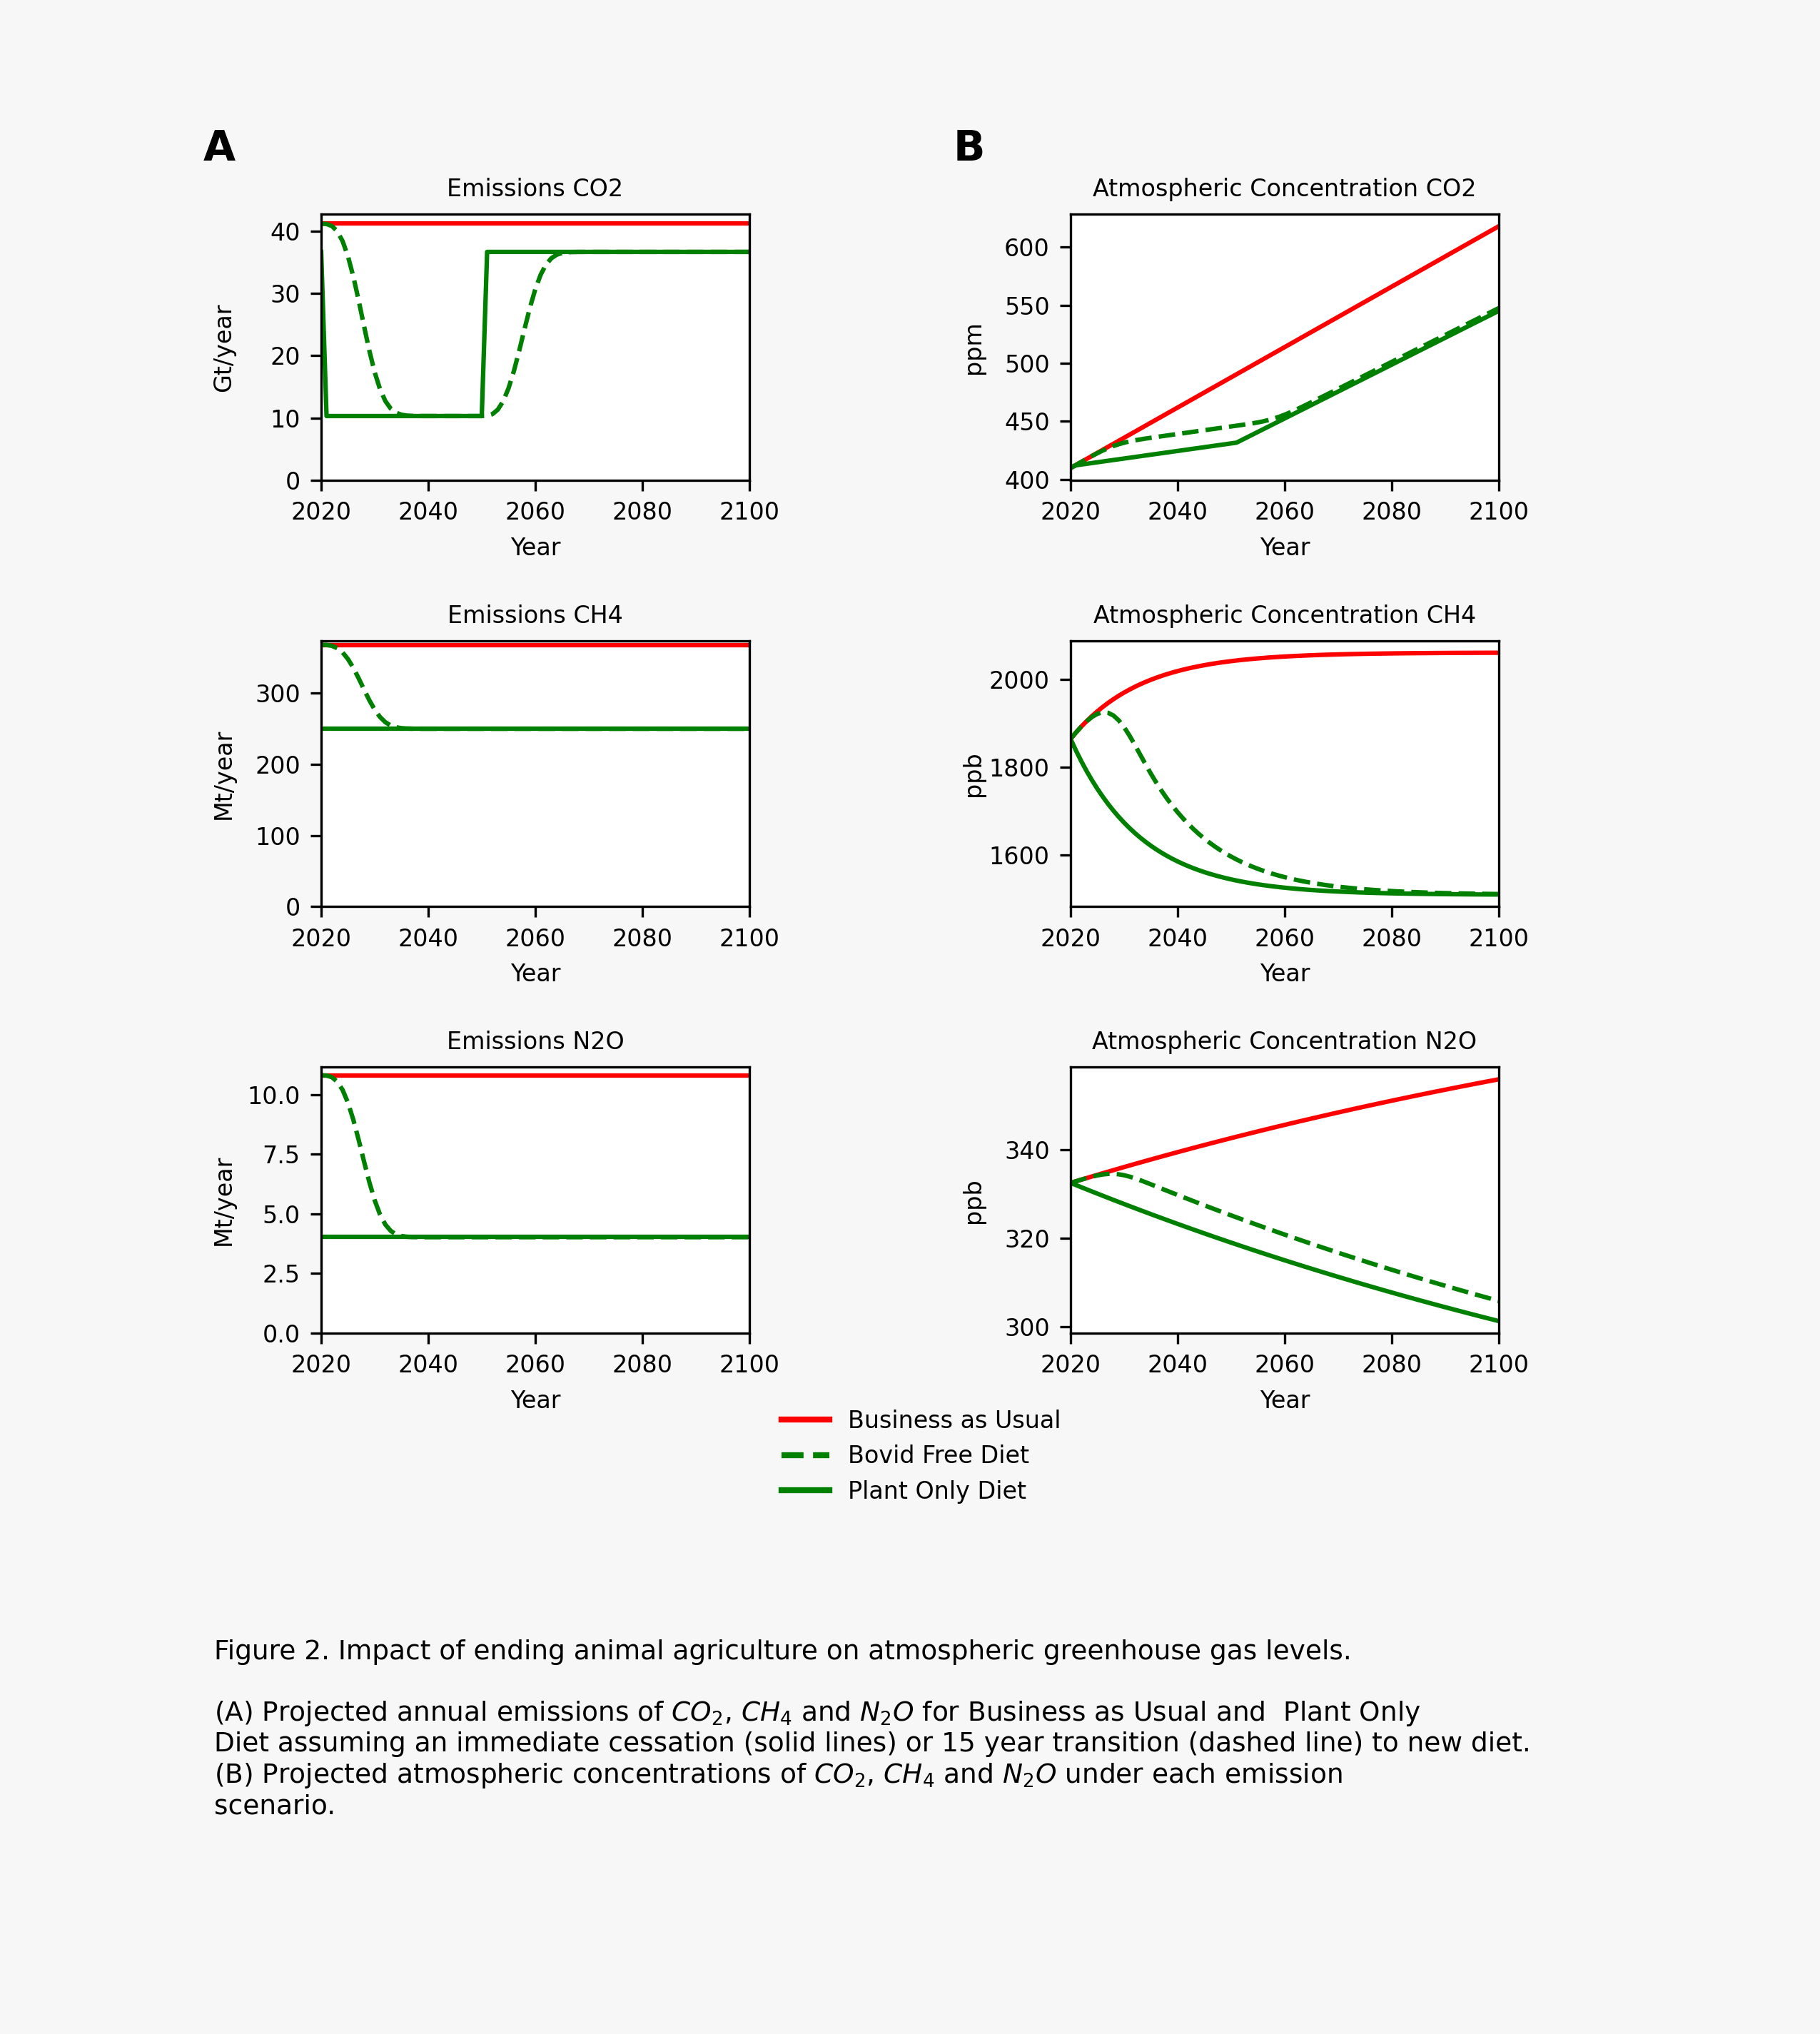 A
B
Emissions CO2
Gt/year
40
30
20
10
0
2020 2040 2060 2080 2100
Year
Atmospheric Concentration CO2
ppm
600
550
500
450
400
2020 2040 2060 2080 2100
Year
Emissions CH4
Mt/year
300
200
100
0
2020 2040 2060 2080 2100
Year
Atmospheric Concentration CH4
ppb
2000
1800
1600
2020 2040 2060 2080 2100
Year
Emissions N2O
Mt/year
10.0
7.5
5.0
2.5
0.0
2020 2040 2060 2080 2100
Year
Atmospheric Concentration N2O
ppb
340
320
300
2020 2040 2060 2080 2100
Year
Business as Usual
Bovid Free Diet
Plant Only Diet
Figure 2. Impact of ending animal agriculture on atmospheric greenhouse gas levels.
(A) Projected annual emissions of CO₂, CH₄ and N₂O for Business as Usual and  Plant Only
Diet assuming an immediate cessation (solid lines) or 15 year transition (dashed line) to new diet.
(B) Projected atmospheric concentrations of CO₂, CH₄ and N₂O under each emission
scenario.